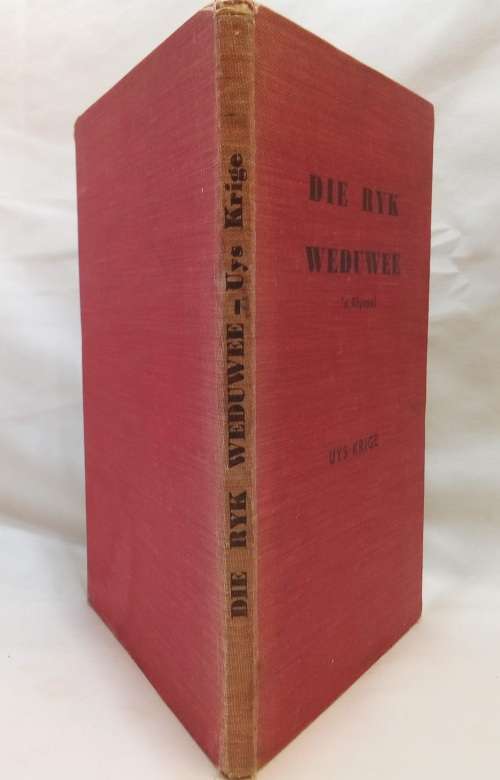 DIE RYK WEDUWEE – Uys Krige
DIE RYK
WEDUWEE
UYS KRIGE